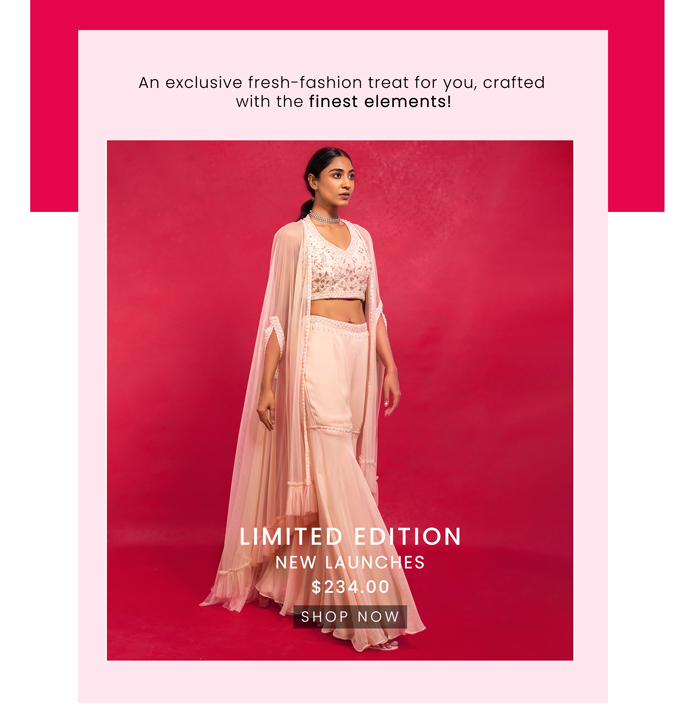 An exclusive fresh-fashion treat for you, crafted
with the finest elements!
LIMITED EDITION
NEW LAUNCHES
$234.00
SHOP NOW